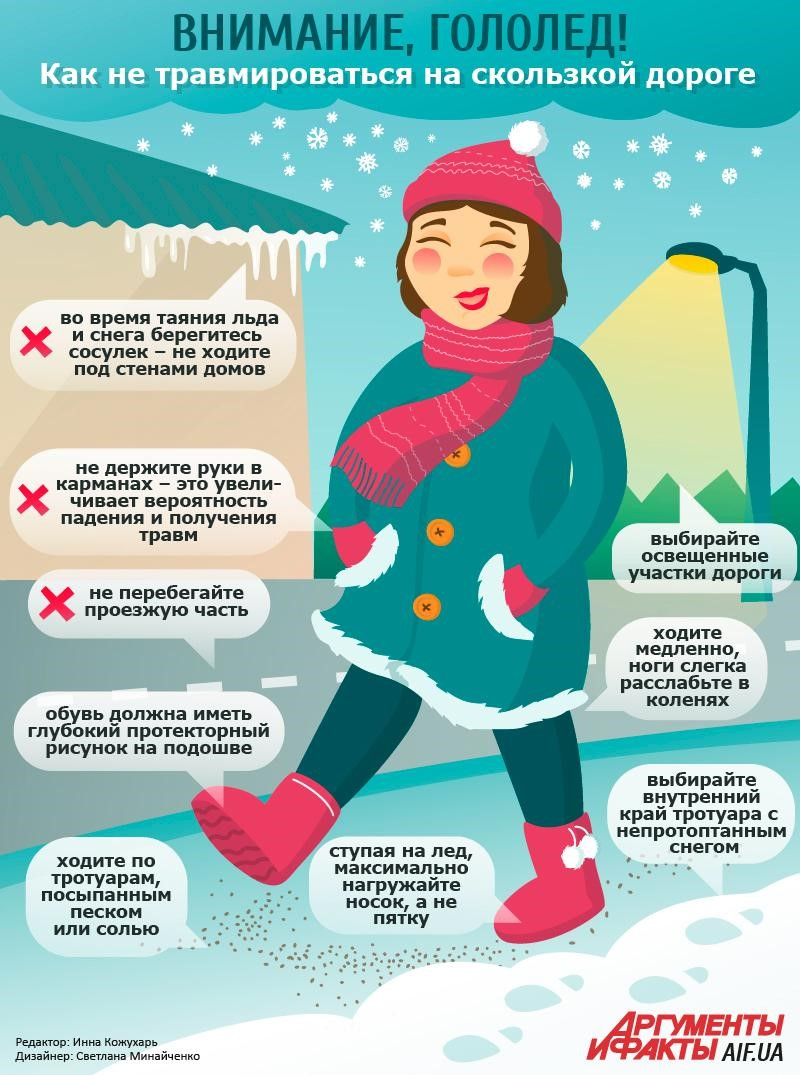 ВНИМАНИЕ, ГОЛОЛЕД!
Как не травмироваться на скользкой дороге
во время таяния льда
и снега берегитесь
сосулек – не ходите
под стенами домов
не держите руки в
карманах – это увели-
чивает вероятность
падения и получения
травм
не перебегайте
проезжую часть
обувь должна иметь
глубокий протекторный
рисунок на подошве
ходите по
тротуарам,
посыпанным
песком
или солью
ступая на лед,
максимально
нагружайте
носок, а не
пятку
выбирайте
освещенные
участки дороги
ходите
медленно,
ноги слегка
расслабьте в
коленях
выбирайте
внутренний
край тротуара с
непротоптанным
снегом
Редактор: Инна Кожухарь
Дизайнер: Светлана Минайченко
АРГУМЕНТЫ
И ФАКТЫ AIF.UA